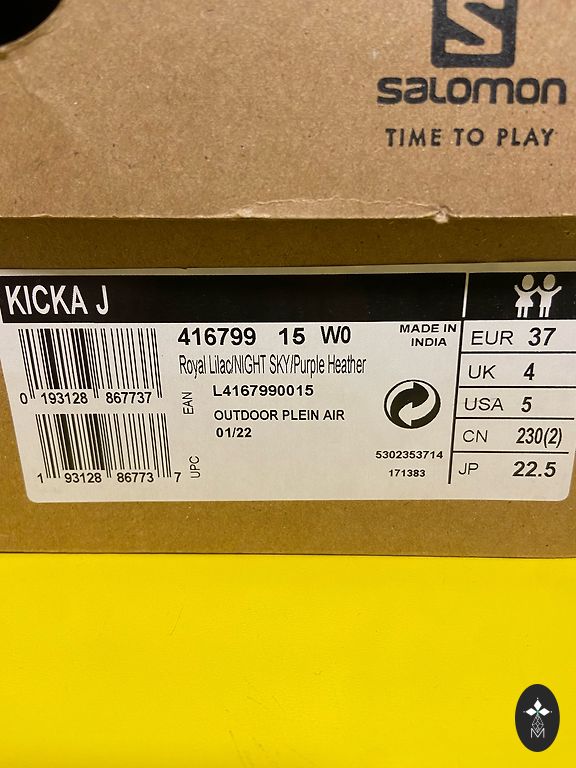 SALOMON
TIME TO PLAY
KICKA J
416799 15 W0
MADE IN INDIA
Royal Lilac/NIGHT SKY/Purple Heather
L4167990015
OUTDOOR PLEIN AIR
01/22
0 193128 867737
EAN
1 93128 86773 7
UPC
5302353714
171383
EUR 37
UK 4
USA 5
CN 230(2)
JP 22.5
M